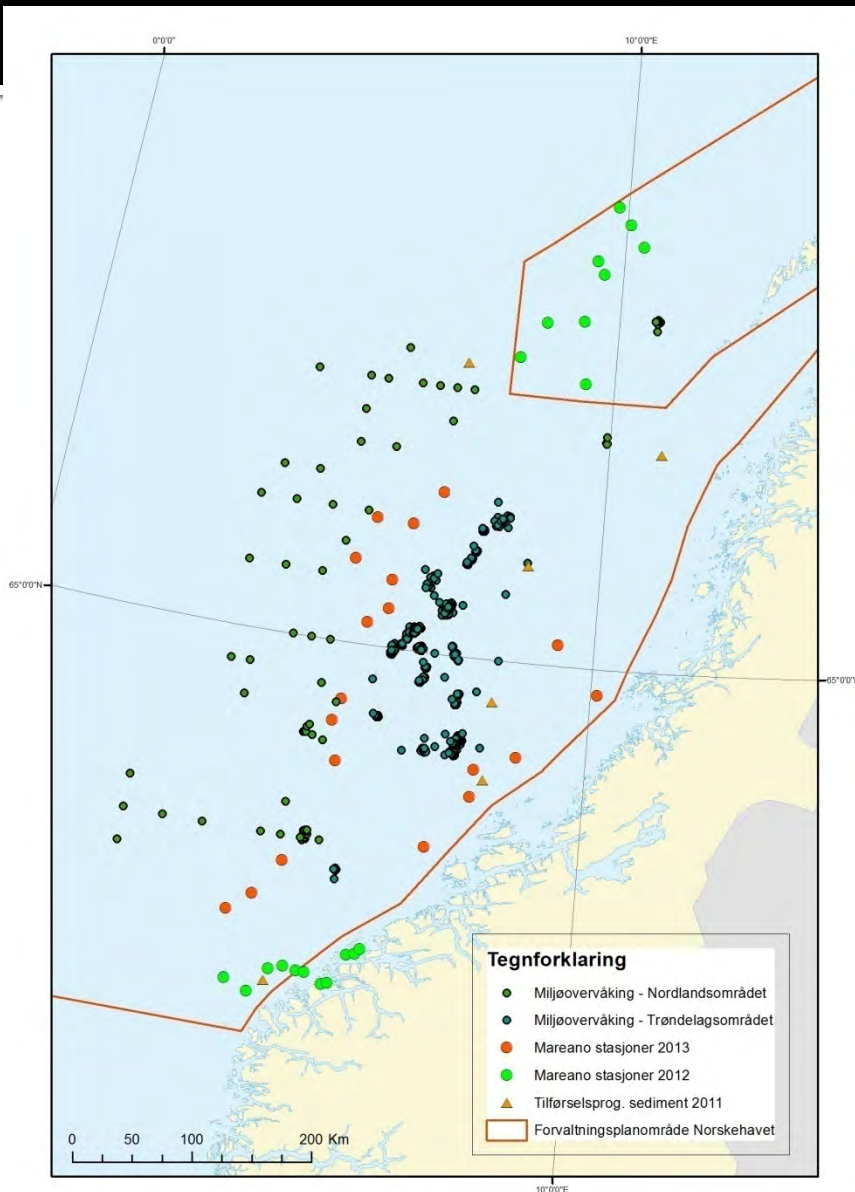 0°0'0"
10°0'0"E
65°0'0"N
65°0'0"N
Tegnforklaring
Miljøovervåking - Nordlandsområdet
Miljøovervåking - Trøndelagsområdet
Mareano stasjoner 2013
Mareano stasjoner 2012
Tilførselsprog. sediment 2011
Forvaltningsplanområde Norskehavet
0 50 100 200 Km
10°0'0"E